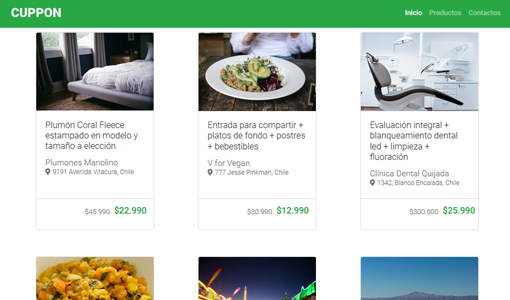 CUPPON
Inicio Productos Contactos
Plumón Coral Fleece
estampado en modelo y
tamaño a elección
Plumones Manolino
9191 Avenida Vitacura, Chile
$45.990 $22.990
Entrada para compartir +
platos de fondo + postres
+ bebestibles
V for Vegan
777 Jesse Pinkman, Chile
$30.990 $12.990
Evaluación integral +
blanqueamiento dental
led + limpieza +
fluoración
Clínica Dental Quijada
1342, Blanco Encalada, Chile
$300.000 $25.990